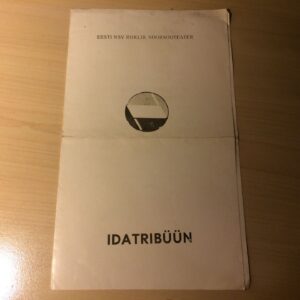 EESTI NSV RIIKLIK NOORSOOTEATER
IDATRIBÜÜN